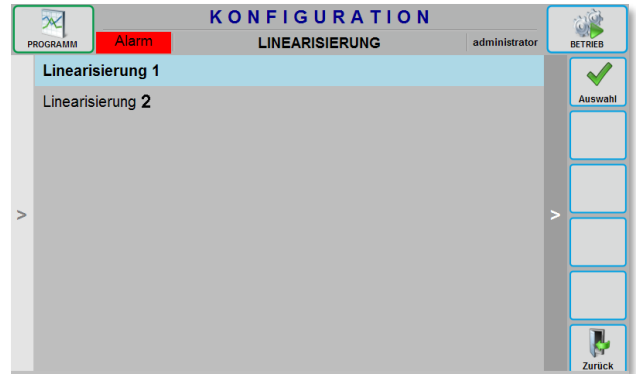 KONFIGURATION
PROGRAMM
Alarm
LINEARISIERUNG
administrator
BETRIEB
Linearisierung 1
Linearisierung 2
Auswahl
>
>
Zurück